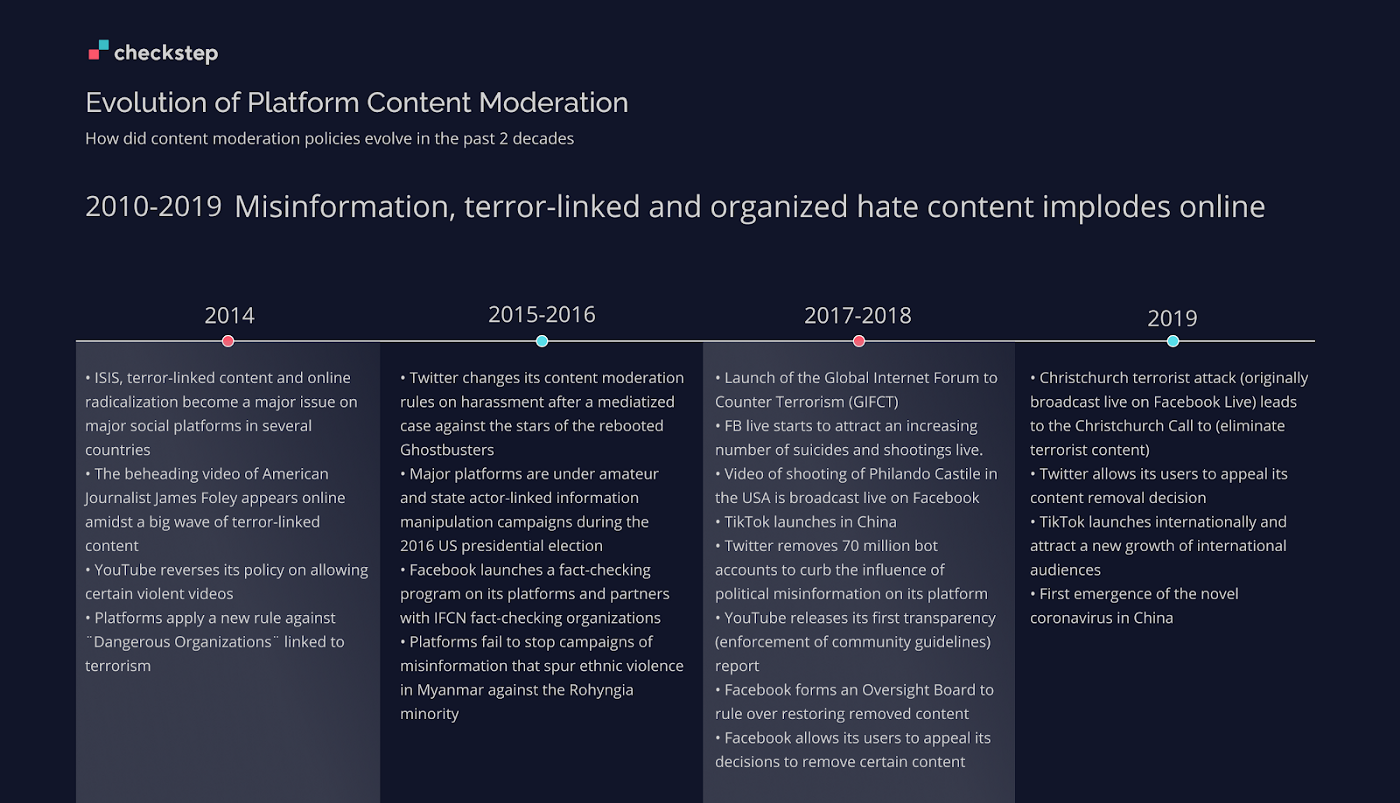 checkstep
Evolution of Platform Content Moderation
How did content moderation policies evolve in the past 2 decades
2010-2019 Misinformation, terror-linked and organized hate content implodes online
2014
• ISIS, terror-linked content and online
radicalization become a major issue on
major social platforms in several
countries
• The beheading video of American
Journalist James Foley appears online
amidst a big wave of terror-linked
content
• YouTube reverses its policy on allowing
certain violent videos
• Platforms apply a new rule against
¨Dangerous Organizations¨ linked to
terrorism
2015-2016
• Twitter changes its content moderation
rules on harassment after a mediatized
case against the stars of the rebooted
Ghostbusters
• Major platforms are under amateur
and state actor-linked information
manipulation campaigns during the
2016 US presidential election
• Facebook launches a fact-checking
program on its platforms and partners
with IFCN fact-checking organizations
• Platforms fail to stop campaigns of
misinformation that spur ethnic violence
in Myanmar against the Rohyngia
minority
2017-2018
• Launch of the Global Internet Forum to
Counter Terrorism (GIFCT)
• FB live starts to attract an increasing
number of suicides and shootings live.
• Video of shooting of Philando Castile in
the USA is broadcast live on Facebook
• TikTok launches in China
• Twitter removes 70 million bot
accounts to curb the influence of
political misinformation on its platform
• YouTube releases its first transparency
(enforcement of community guidelines)
report
• Facebook forms an Oversight Board to
rule over restoring removed content
• Facebook allows its users to appeal its
decisions to remove certain content
2019
• Christchurch terrorist attack (originally
broadcast live on Facebook Live) leads
to the Christchurch Call to (eliminate
terrorist content)
• Twitter allows its users to appeal its
content removal decision
• TikTok launches internationally and
attract a new growth of international
audiences
• First emergence of the novel
coronavirus in China